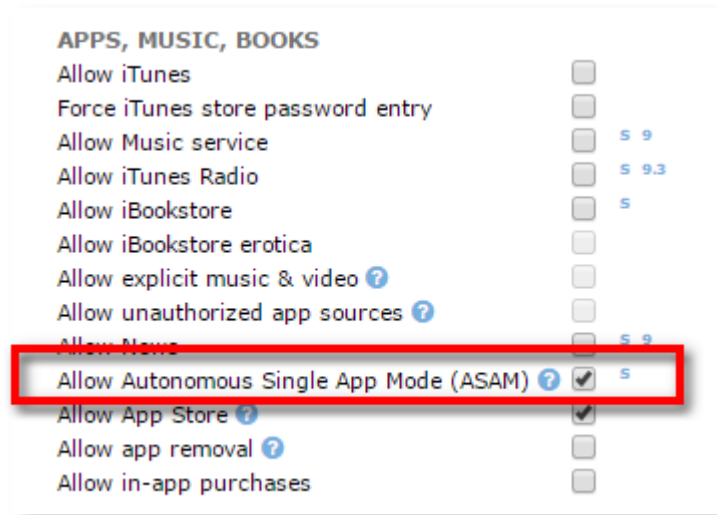 APPS, MUSIC, BOOKS
Allow iTunes
Force iTunes store password entry
Allow Music service S 9
Allow iTunes Radio S 9.3
Allow iBookstore S
Allow iBookstore erotica
Allow explicit music & video ?
Allow unauthorized app sources ?
Allow News S 9
Allow Autonomous Single App Mode (ASAM) ? S
Allow App Store ?
Allow app removal ?
Allow in-app purchases